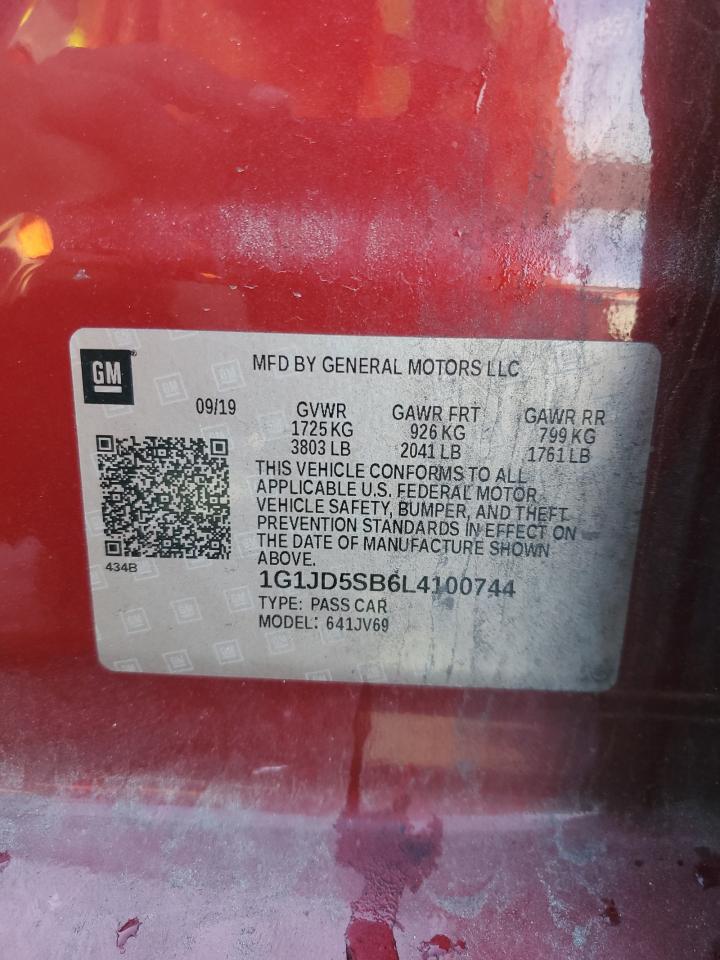 GM
MFD BY GENERAL MOTORS LLC
09/19
GVWR GAWR FRT GAWR RR
1725 KG 926 KG 799 KG
3803 LB 2041 LB 1761 LB
THIS VEHICLE CONFORMS TO ALL
APPLICABLE U.S. FEDERAL MOTOR
VEHICLE SAFETY, BUMPER, AND THEFT
PREVENTION STANDARDS IN EFFECT ON
THE DATE OF MANUFACTURE SHOWN
ABOVE.
434B
1G1JD5SB6L4100744
TYPE: PASS CAR
MODEL: 641JV69